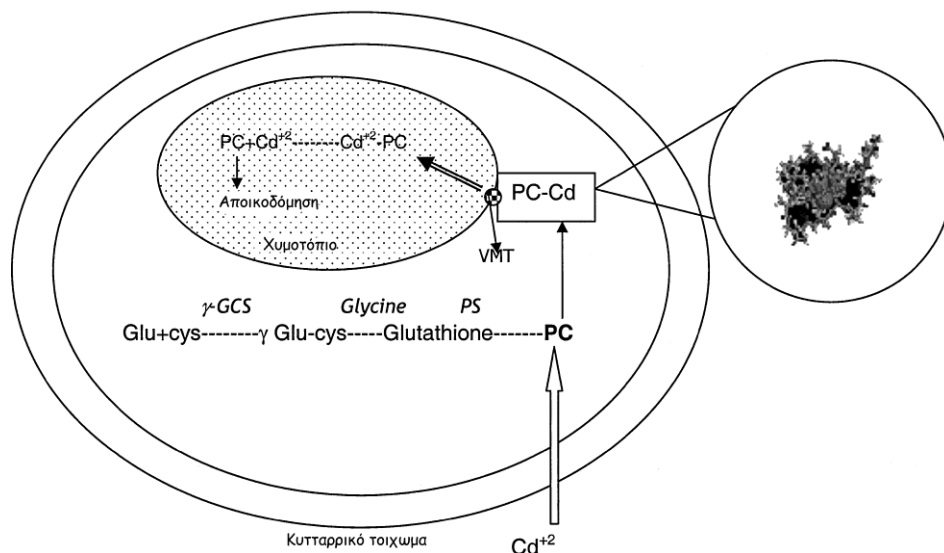 PC+Cd⁺²--------Cd⁺²-PC
Αποικοδόμηση
Χυμοτόπιο
PC-Cd
VMT
γ-GCS Glycine PS
Glu+cys--------γ Glu-cys-----Glutathione-------PC
Κυτταρρικό τοιχωμα
Cd⁺²